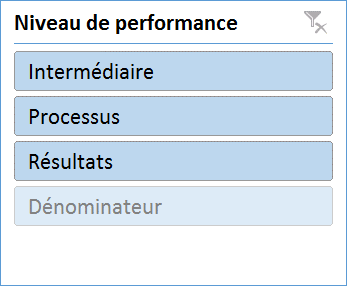 Niveau de performance
Intermédiaire
Processus
Résultats
Dénominateur